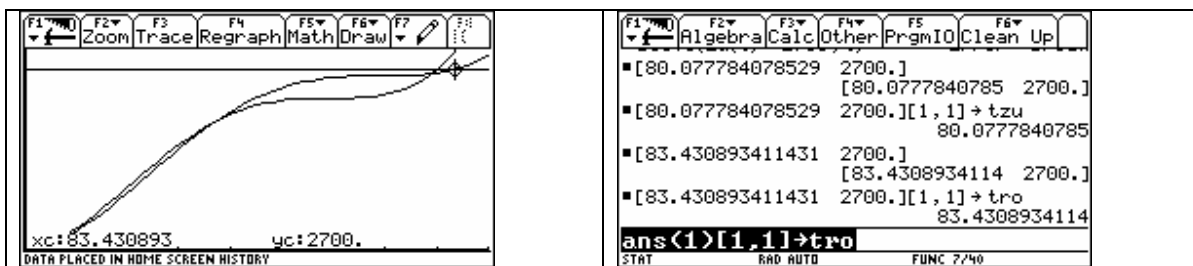 F1 F2 F3 F4 F5 F6 F7
Zoom Trace Regraph Math Draw
xc:83.430893 yc:2700.
DATA PLACED IN HOME SCREEN HISTORY
F1 F2 F3 F4 F5 F6
Algebra Calc Other PrgmIO Clean Up
[80.077784078529 2700.]
[80.0777840785 2700.]
[80.077784078529 2700.][1,1]→tzu
80.0777840785
[83.430893411431 2700.]
[83.4308934114 2700.]
[83.430893411431 2700.][1,1]→tro
83.4308934114
ans(1)[1,1]→tro
STAT RAD AUTO FUNC 7/40